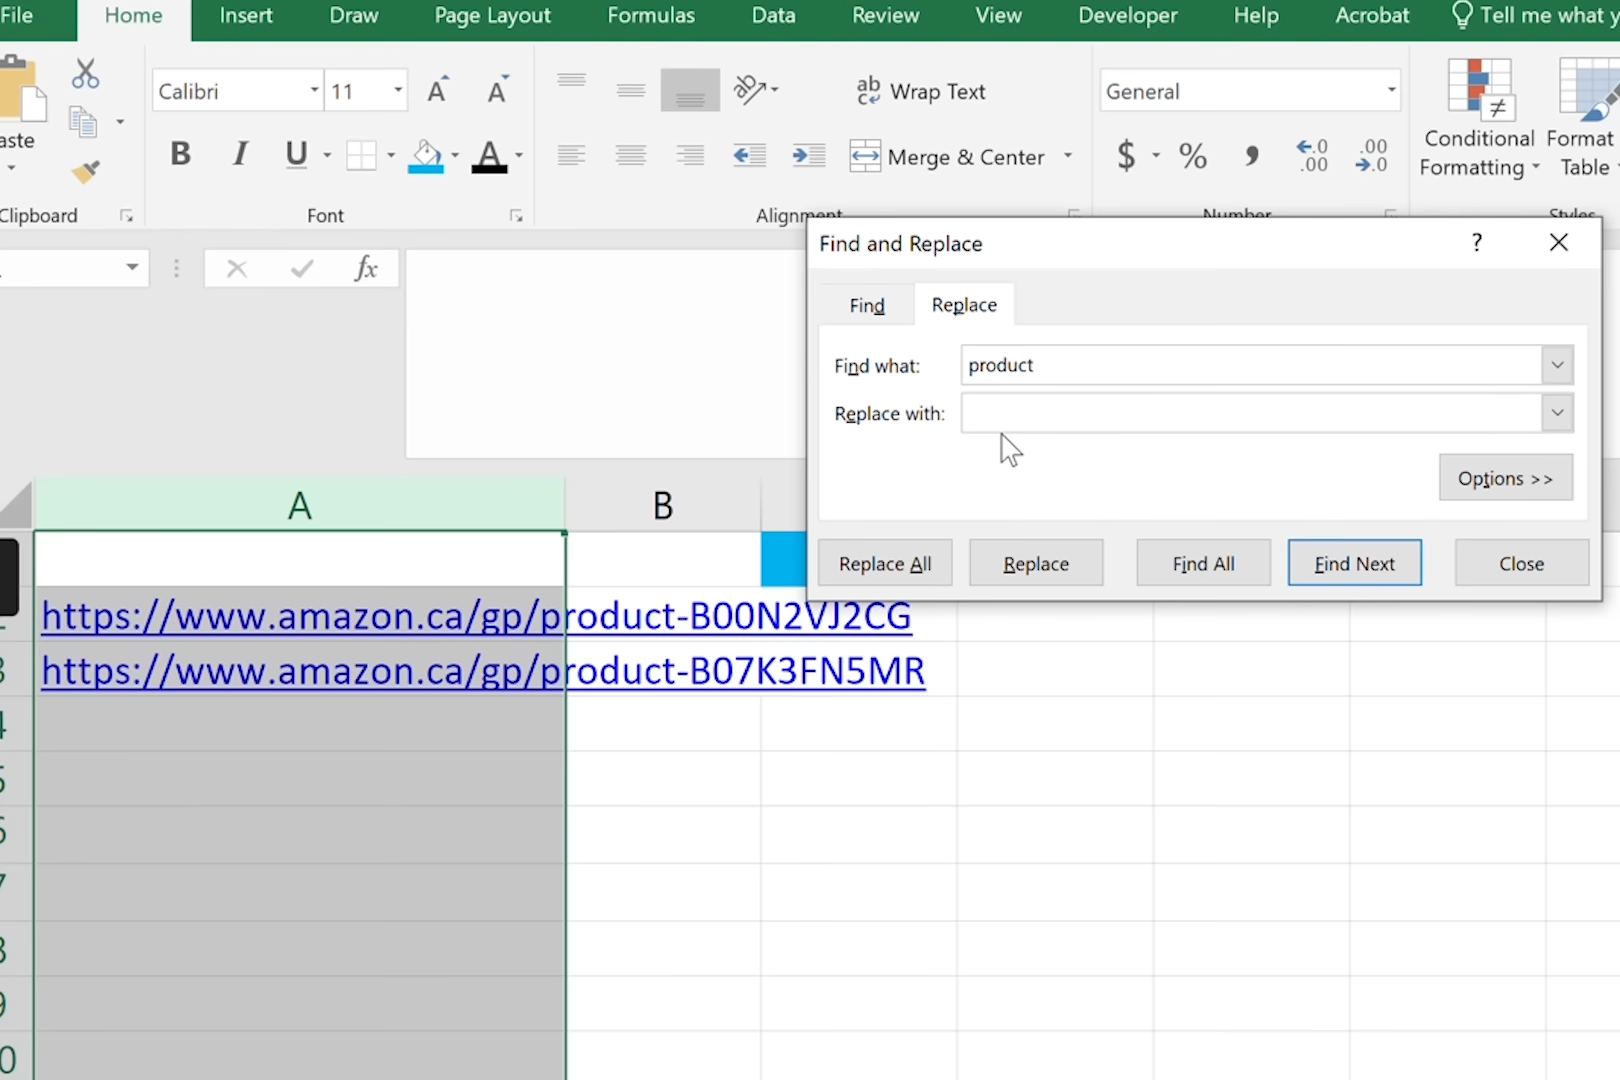 File Home Insert Draw Page Layout Formulas Data Review View Developer Help Acrobat Tell me what
Calibri 11 A A ab c Wrap Text General
B I U A Merge & Center $ % , .0 .00 .00 .0 Conditional Formatting Format Table
Clipboard Font Alignment Number Styles
fx
Find and Replace ? 
Find Replace
Find what: product
Replace with:
Options >>
Replace All Replace Find All Find Next Close
A B
https://www.amazon.ca/gp/product-B00N2VJ2CG
https://www.amazon.ca/gp/product-B07K3FN5MR